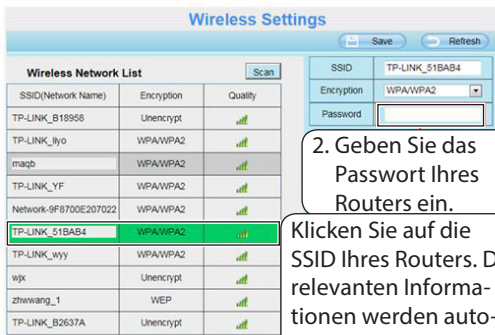 Wireless Settings
Save Refresh
Wireless Network List Scan
SSID(Network Name) Encryption Quality
TP-LINK_B18958 Unencrypt
TP-LINK_liyo WPA/WPA2
maqb WPA/WPA2
TP-LINK_YF WPA/WPA2
Network-9F8700E207022 WPA/WPA2
TP-LINK_51BAB4 WPA/WPA2
TP-LINK_wyy WPA/WPA2
wjx Unencrypt
zhwwang_1 WEP
TP-LINK_B2637A Unencrypt
SSID TP-LINK_51BAB4
Encryption WPA/WPA2
Password
2. Geben Sie das
Passwort Ihres
Routers ein.
Klicken Sie auf die
SSID Ihres Routers. D
relevanten Informa-
tionen werden auto-